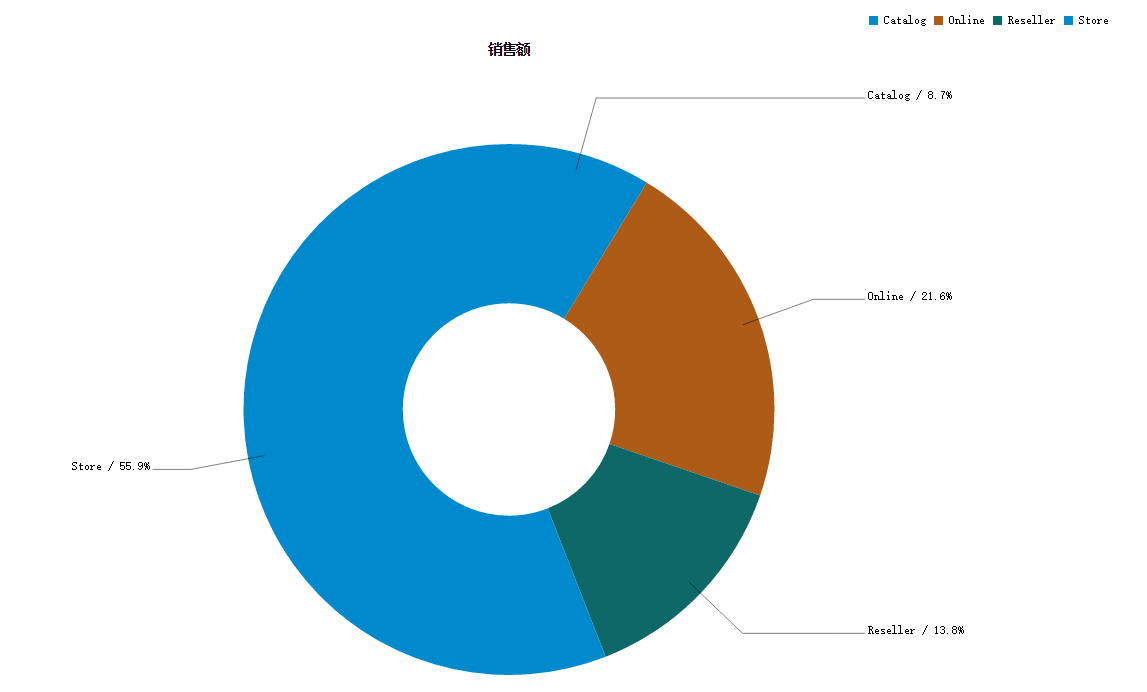 Catalog Online Reseller Store
销售额
Catalog / 8.7%
Online / 21.6%
Store / 55.9%
Reseller / 13.8%